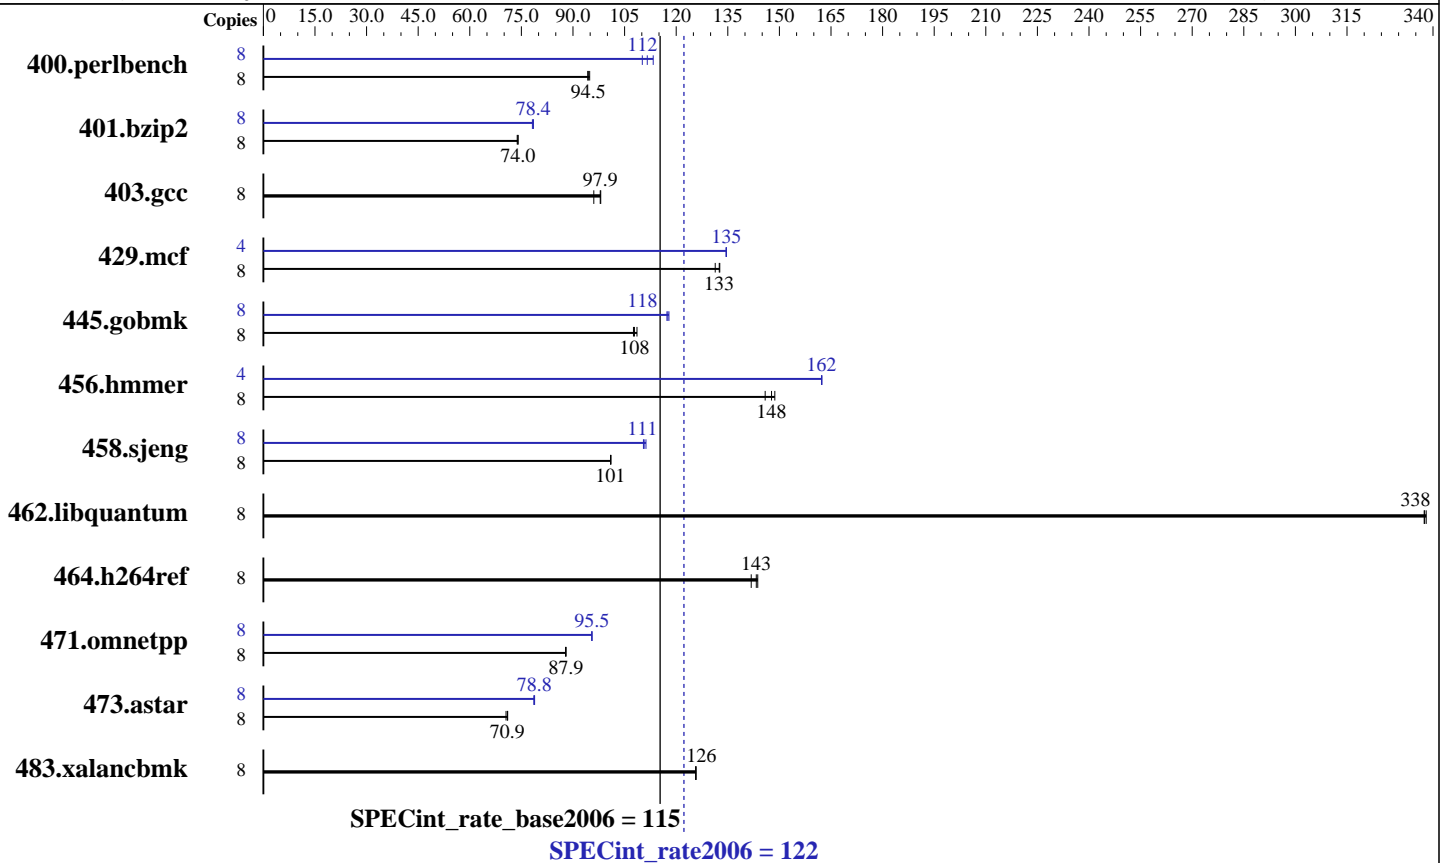 Copies 0 15.0 30.0 45.0 60.0 75.0 90.0 105 120 135 150 165 180 195 210 225 240 255 270 285 300 315 340
400.perlbench 8 112
8 94.5
401.bzip2 8 78.4
8 74.0
403.gcc 8 97.9
429.mcf 4 135
8 133
445.gobmk 8 118
8 108
456.hmmer 4 162
8 148
458.sjeng 8 111
8 101
462.libquantum 8 338
464.h264ref 8 143
471.omnetpp 8 95.5
8 87.9
473.astar 8 78.8
8 70.9
483.xalancbmk 8 126
SPECint_rate_base2006 = 115
SPECint_rate2006 = 122